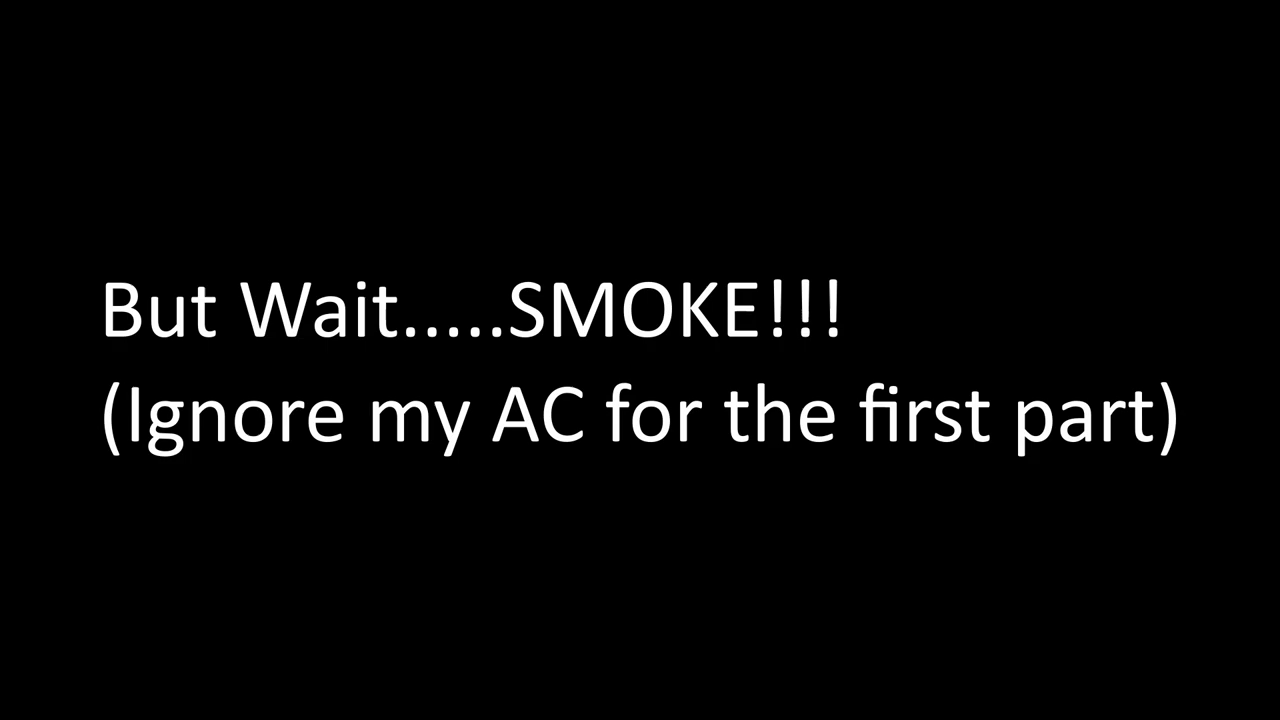 But Wait.....SMOKE!!!
(Ignore my AC for the first part)